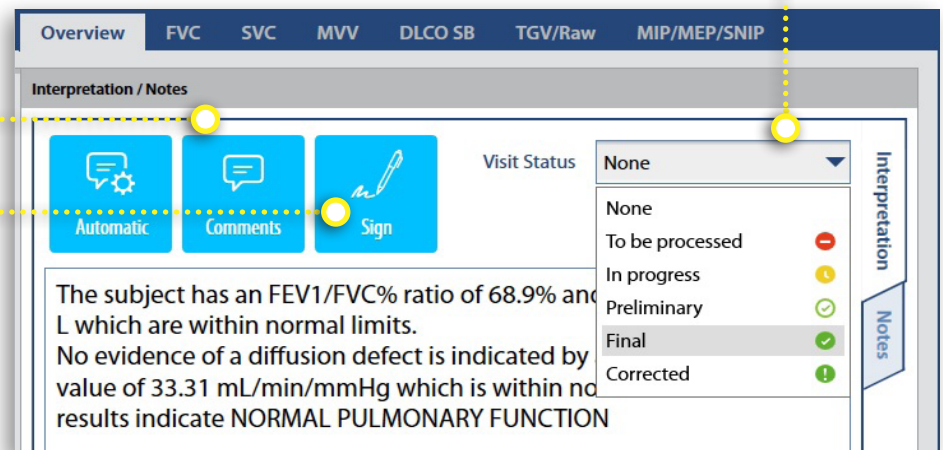 Overview FVC SVC MVV DLCO SB TGV/Raw MIP/MEP/SNIP
Interpretation / Notes
Automatic Comments Sign
Visit Status None
None
To be processed
In progress
Preliminary
Final
Corrected
Interpretation
Notes
The subject has an FEV1/FVC% ratio of 68.9%
L which are within normal limits.
No evidence of a diffusion defect is indicated by
value of 33.31 mL/min/mmHg which is within
results indicate NORMAL PULMONARY FUNCTION